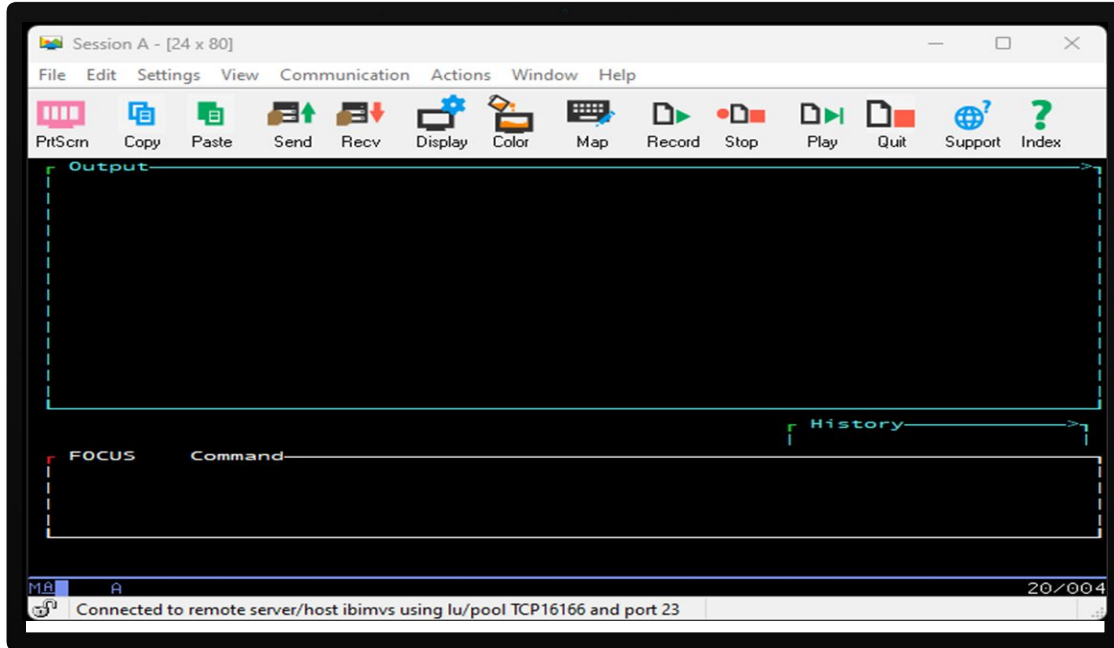 Session A - [24 x 80]
File Edit Settings View Communication Actions Window Help
PrtScrn Copy Paste Send Recv Display Color Map Record Stop Play Quit Support Index
Output
History
FOCUS Command
MA A 20/004
Connected to remote server/host ibimvs using lu/pool TCP16166 and port 23